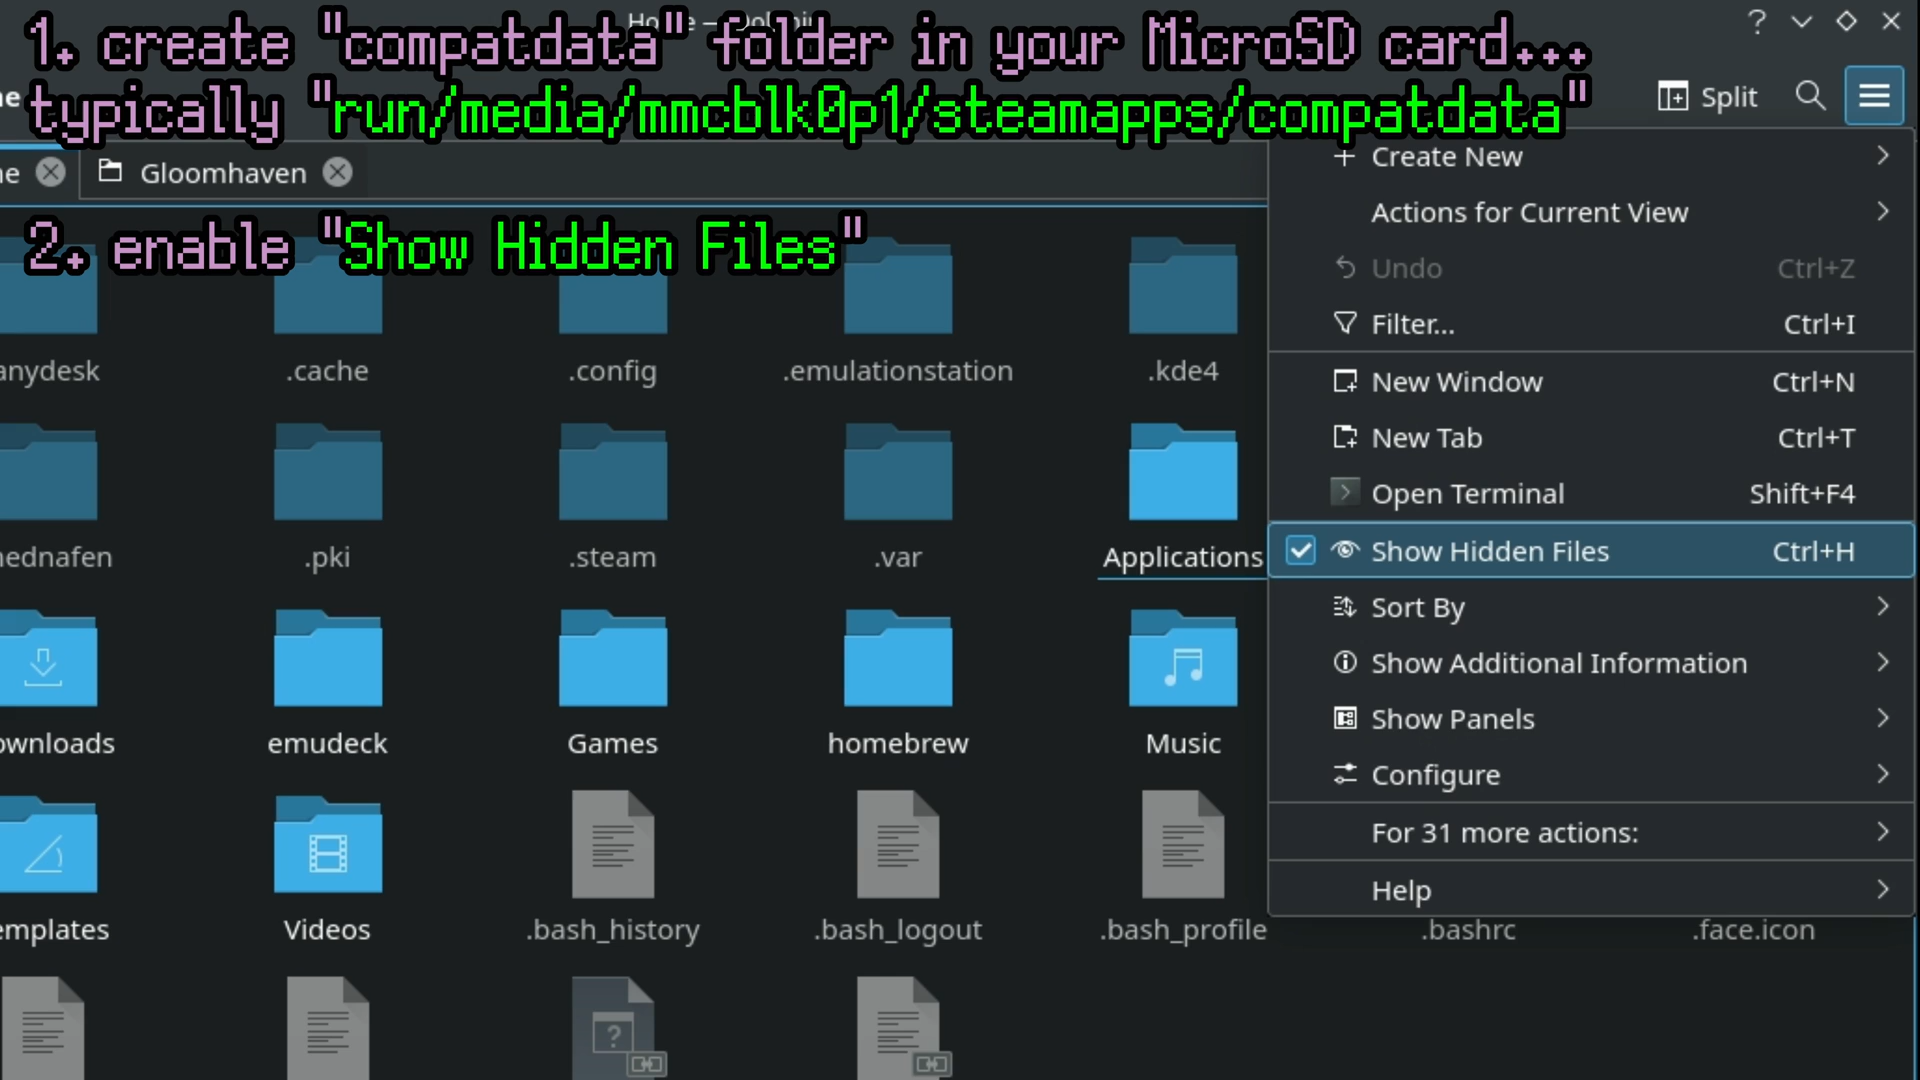 1. create "compatdata" folder in your MicroSD card...
typically "run/media/mmcblk0p1/steamapps/compatdata"
Split
Gloomhaven
2. enable "Show Hidden Files"
Create New
Actions for Current View
Undo Ctrl+Z
Filter... Ctrl+I
New Window Ctrl+N
New Tab Ctrl+T
Open Terminal Shift+F4
Show Hidden Files Ctrl+H
Sort By
Show Additional Information
Show Panels
Configure
For 31 more actions:
Help
anydesk .cache .config .emulationstation .kde4
ednafen .pki .steam .var Applications
ownloads emudeck Games homebrew Music
emplates Videos .bash_history .bash_logout .bash_profile .bashrc .face.icon